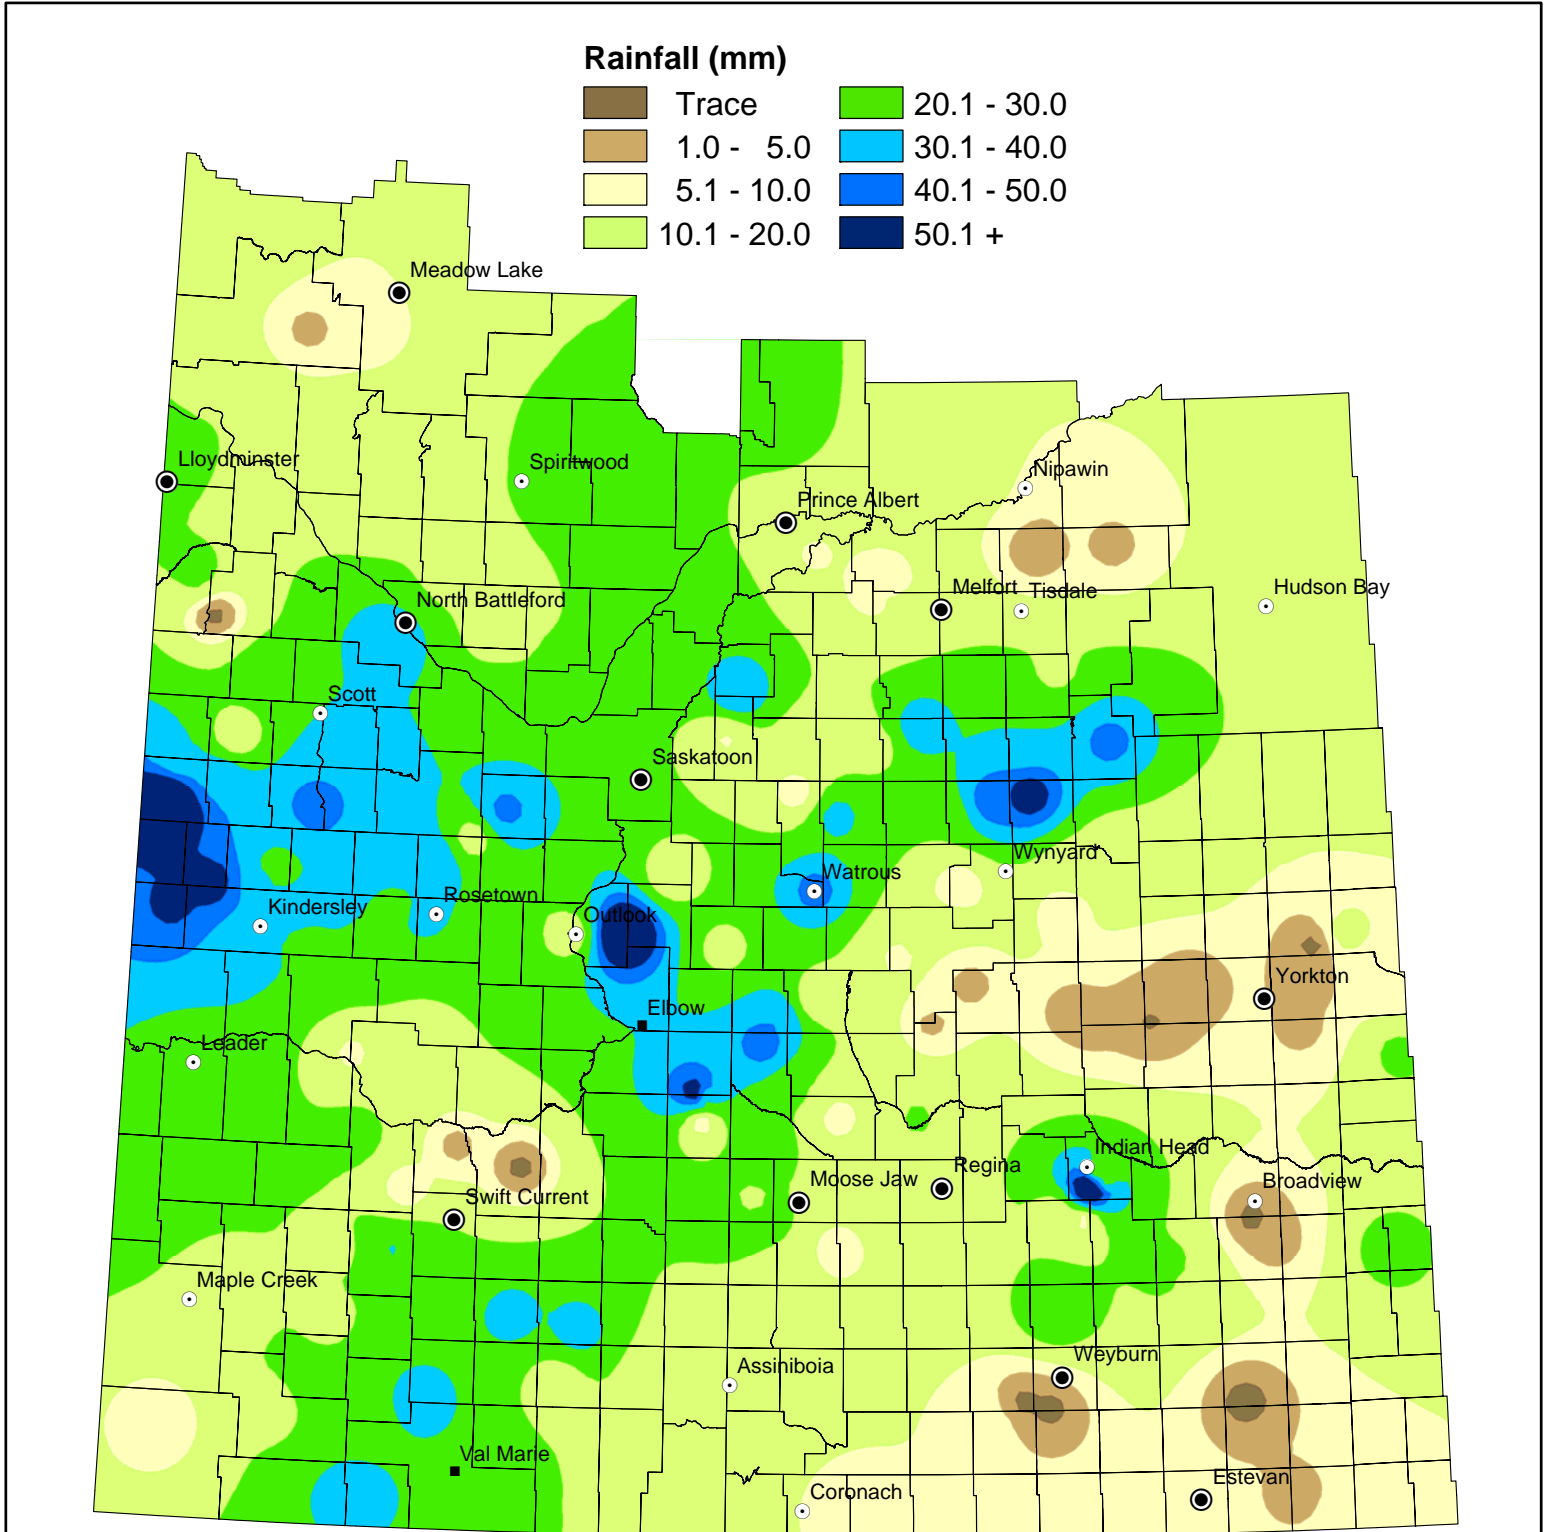 Rainfall (mm)
Trace
1.0 - 5.0
5.1 - 10.0
10.1 - 20.0
20.1 - 30.0
30.1 - 40.0
40.1 - 50.0
50.1 +
Meadow Lake
Lloydminster
Spiritwood
Nipawin
Prince Albert
North Battleford
Melfort
Tisdale
Hudson Bay
Scott
Saskatoon
Wynyard
Watrous
Rosetown
Kindersley
Outlook
Yorkton
Elbow
Leader
Indian Head
Regina
Moose Jaw
Broadview
Swift Current
Maple Creek
Weyburn
Assiniboia
Val Marie
Estevan
Coronach